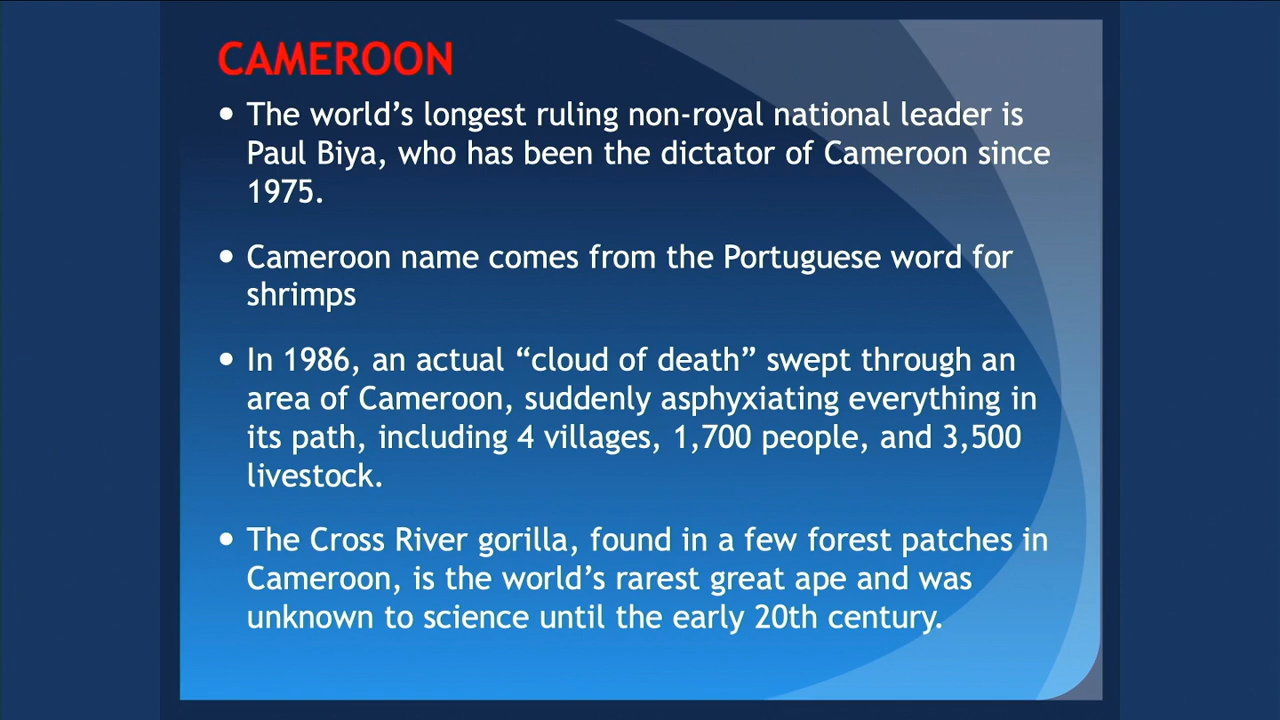 CAMEROON
• The world’s longest ruling non-royal national leader is
Paul Biya, who has been the dictator of Cameroon since
1975.
• Cameroon name comes from the Portuguese word for
shrimps
• In 1986, an actual “cloud of death” swept through an
area of Cameroon, suddenly asphyxiating everything in
its path, including 4 villages, 1,700 people, and 3,500
livestock.
• The Cross River gorilla, found in a few forest patches in
Cameroon, is the world’s rarest great ape and was
unknown to science until the early 20th century.